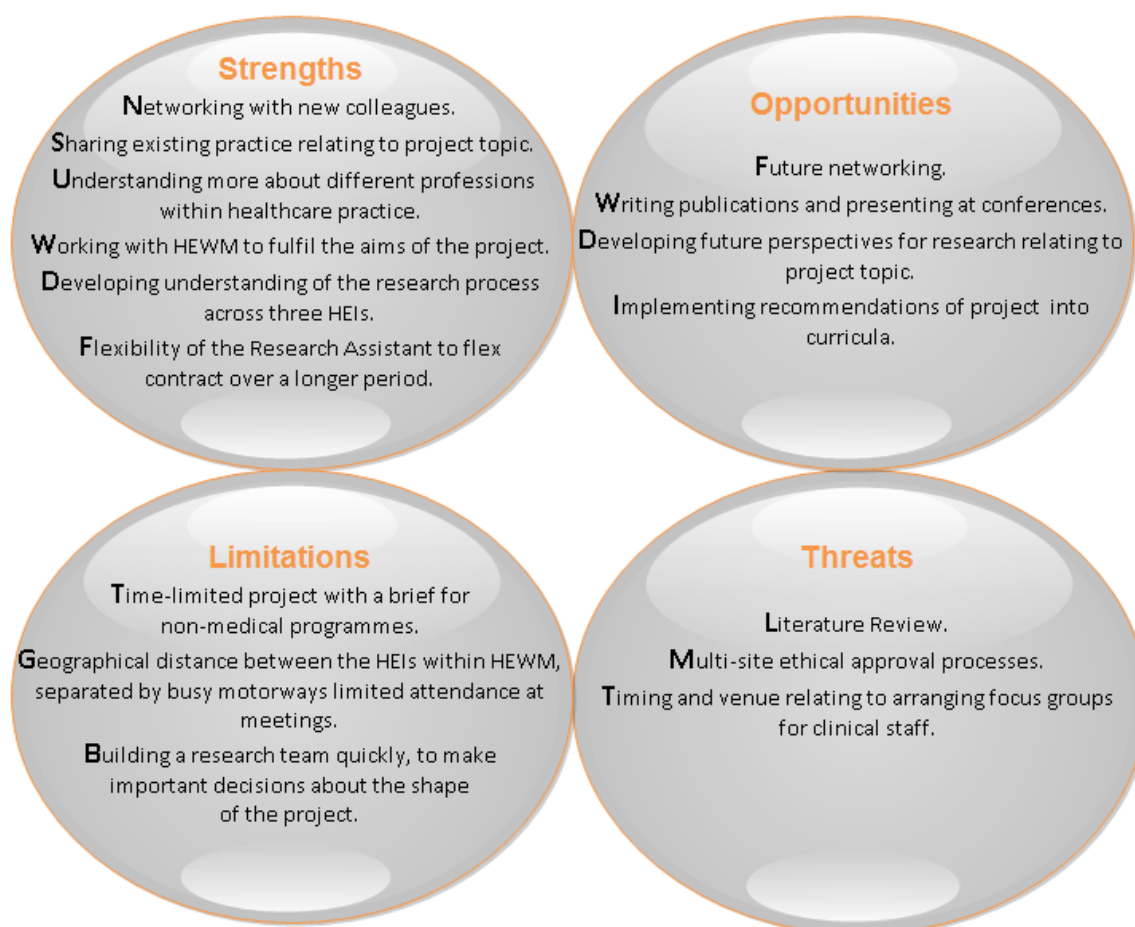 Strengths
Networking with new colleagues.
Sharing existing practice relating to project topic.
Understanding more about different professions
within healthcare practice.
Working with HEWM to fulfil the aims of the project.
Developing understanding of the research process
across three HEIs.
Flexibility of the Research Assistant to flex
contract over a longer period.
Opportunities
Future networking.
Writing publications and presenting at conferences.
Developing future perspectives for research relating to
project topic.
Implementing recommendations of project into
curricula.
Limitations
Time-limited project with a brief for
non-medical programmes.
Geographical distance between the HEIs within HEWM,
separated by busy motorways limited attendance at
meetings.
Building a research team quickly, to make
important decisions about the shape
of the project.
Threats
Literature Review.
Multi-site ethical approval processes.
Timing and venue relating to arranging focus groups
for clinical staff.